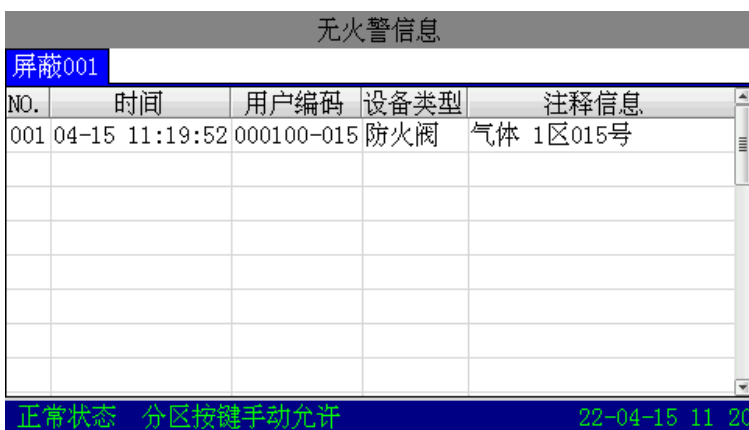 无火警信息
屏蔽001
NO. 时间 用户编码 设备类型 注释信息
001 04-15 11:19:52 000100-015 防火阀 气体 1区015号
正常状态 分区按键手动允许 22-04-15 11 20